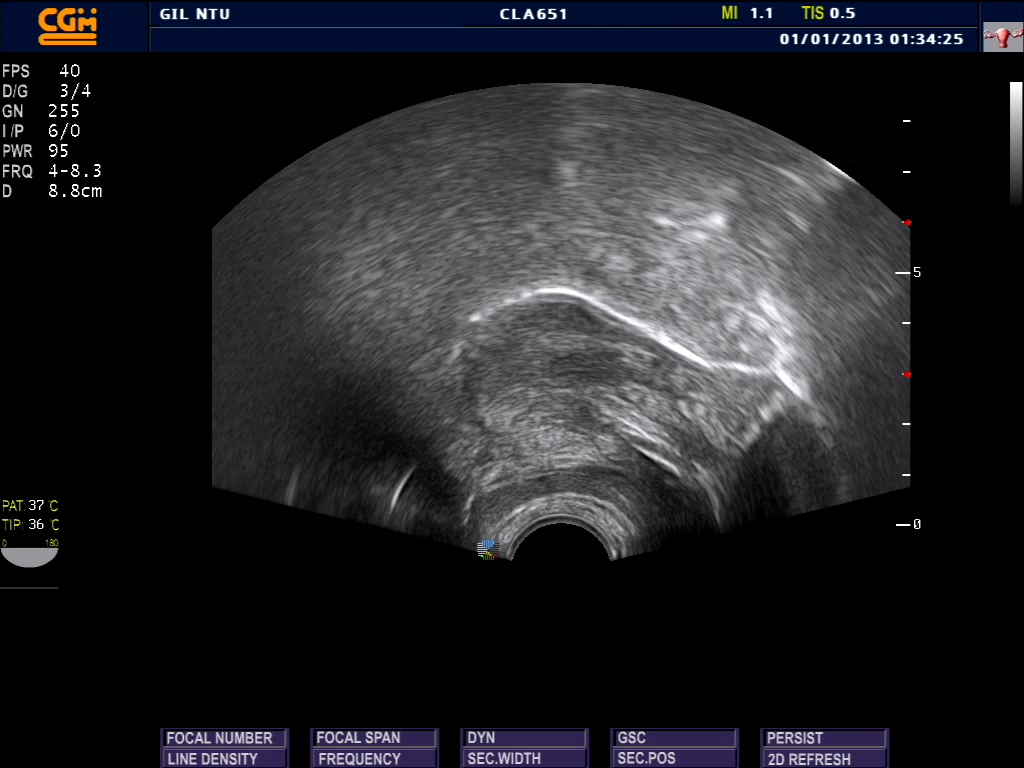 CGM
GIL NTU CLA651 MI 1.1 TIS 0.5
01/01/2013 01:34:25
FPS 40
D/G 3/4
GN 255
I/P 6/0
PWR 95
FRQ 4-8.3
D 8.8cm
5
PAT: 37 °C
TIP: 36 °C
0 180
0
FOCAL NUMBER FOCAL SPAN DYN GSC PERSIST
LINE DENSITY FREQUENCY SEC.WIDTH SEC.POS 2D REFRESH